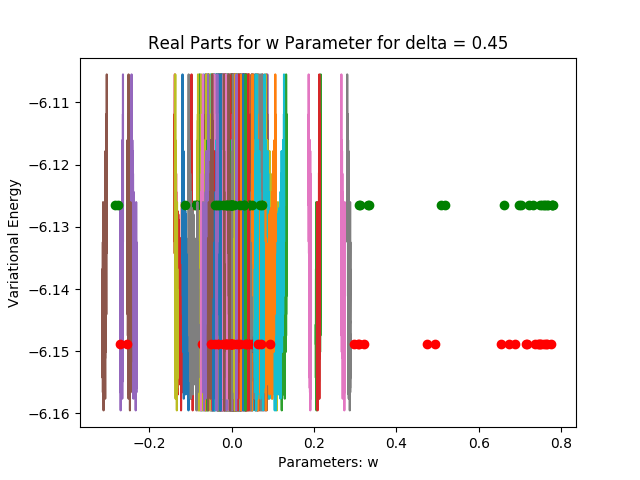 Real Parts for w Parameter for delta = 0.45
Variational Energy
−6.11
−6.12
−6.13
−6.14
−6.15
−6.16
−0.2 0.0 0.2 0.4 0.6 0.8
Parameters: w